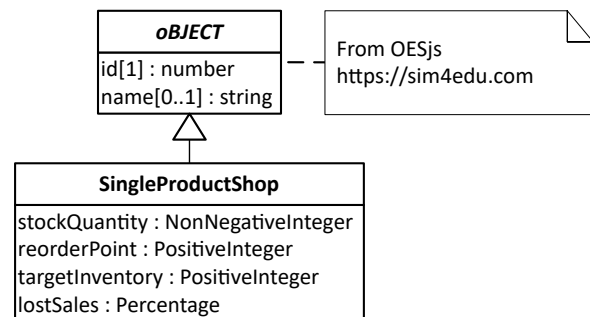 oBJECT
id[1] : number
name[0..1] : string
From OESjs
https://sim4edu.com
SingleProductShop
stockQuantity : NonNegativeInteger
reorderPoint : PositiveInteger
targetInventory : PositiveInteger
lostSales : Percentage